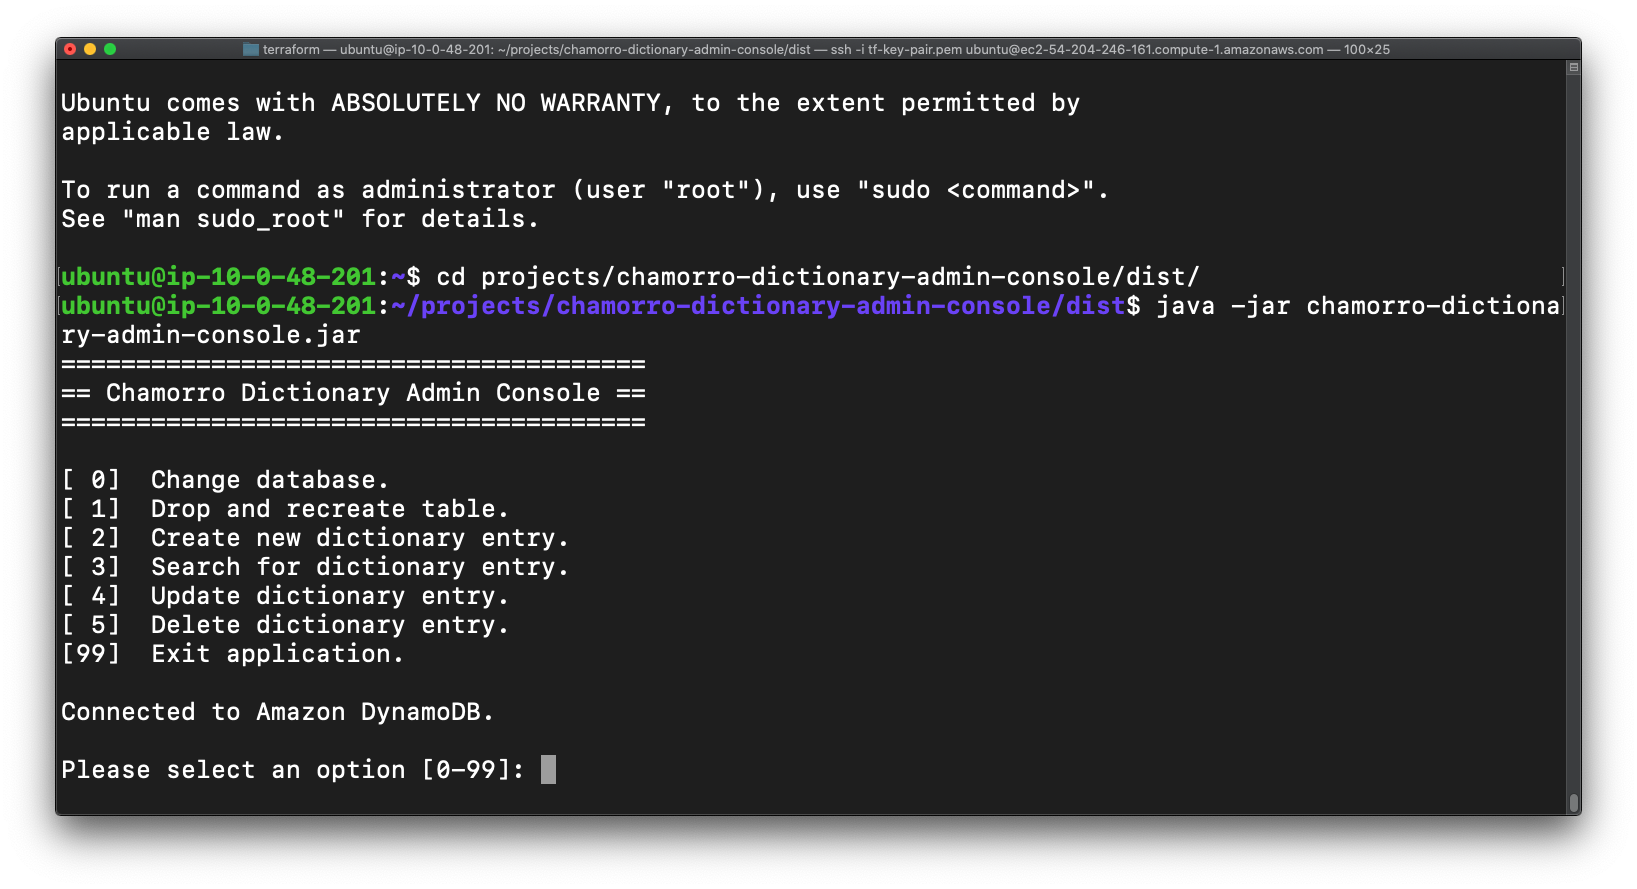 terraform — ubuntu@ip-10-0-48-201: ~/projects/chamorro-dictionary-admin-console/dist — ssh -i tf-key-pair.pem ubuntu@ec2-54-204-246-161.compute-1.amazonaws.com — 100×25
Ubuntu comes with ABSOLUTELY NO WARRANTY, to the extent permitted by
applicable law.
To run a command as administrator (user "root"), use "sudo <command>".
See "man sudo_root" for details.
[ubuntu@ip-10-0-48-201:~$ cd projects/chamorro-dictionary-admin-console/dist/ ]
[ubuntu@ip-10-0-48-201:~/projects/chamorro-dictionary-admin-console/dist$ java -jar chamorro-dictiona]
ry-admin-console.jar
=======================================
== Chamorro Dictionary Admin Console ==
=======================================
[ 0]  Change database.
[ 1]  Drop and recreate table.
[ 2]  Create new dictionary entry.
[ 3]  Search for dictionary entry.
[ 4]  Update dictionary entry.
[ 5]  Delete dictionary entry.
[99]  Exit application.
Connected to Amazon DynamoDB.
Please select an option [0-99]: